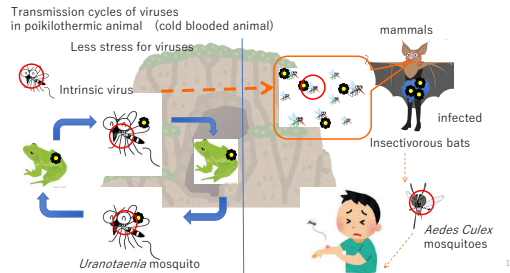 Transmission cycles of viruses
in poikilothermic animal (cold blooded animal)
Less stress for viruses
Intrinsic virus
Uranotaenia mosquito
mammals
infected
Insectivorous bats
Aedes Culex
mosquitoes
1